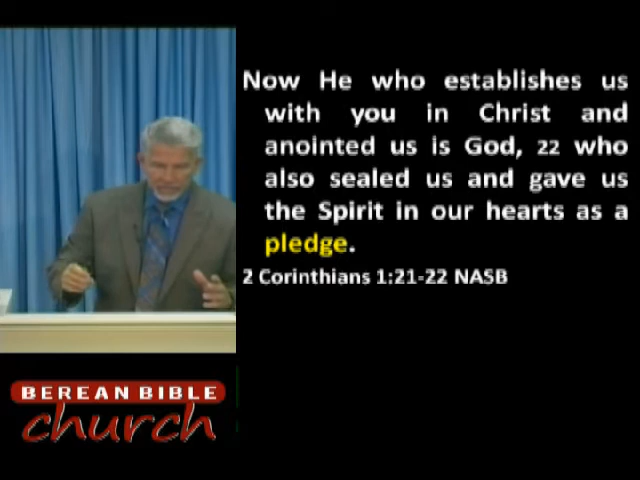 Now He who establishes us
with you in Christ and
anointed us is God, 22 who
also sealed us and gave us
the Spirit in our hearts as a
pledge.
2 Corinthians 1:21-22 NASB
BEREAN BIBLE
church